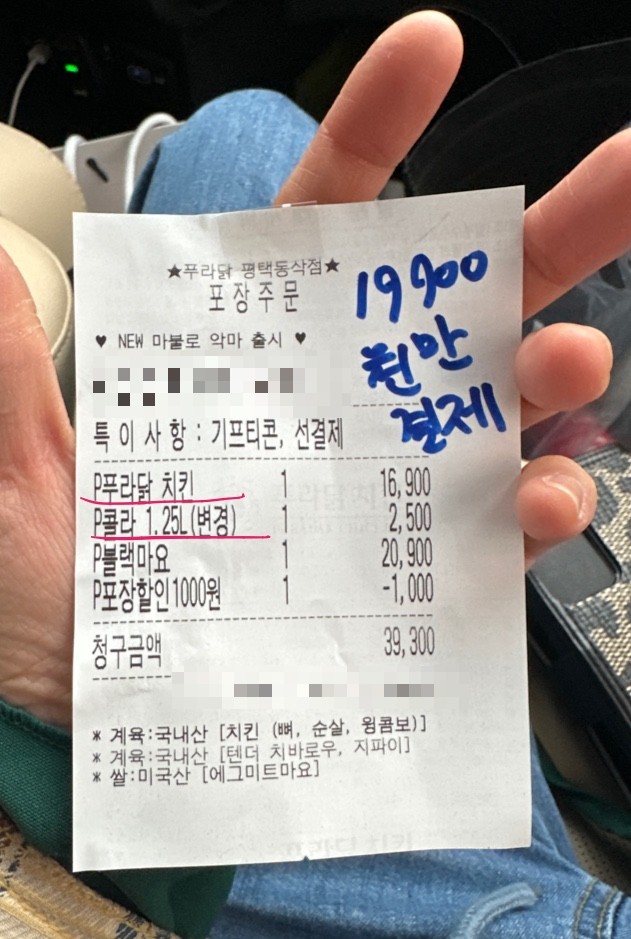 ★푸라닭 평택동삭점★
포장주문
19900
천안
결제
♥ NEW 마불로 악마 출시 ♥
특이사항 : 기프티콘, 선결제
P푸라닭 치킨 1 16,900
P콜라 1.25L(변경) 1 2,500
P블랙마요 1 20,900
P포장할인1000원 1 -1,000
청구금액 39,300
* 계육:국내산 [치킨 (뼈, 순살, 윙콤보)]
* 계육:국내산 [텐더 치바로우, 지파이]
* 쌀:미국산 [에그미트마요]